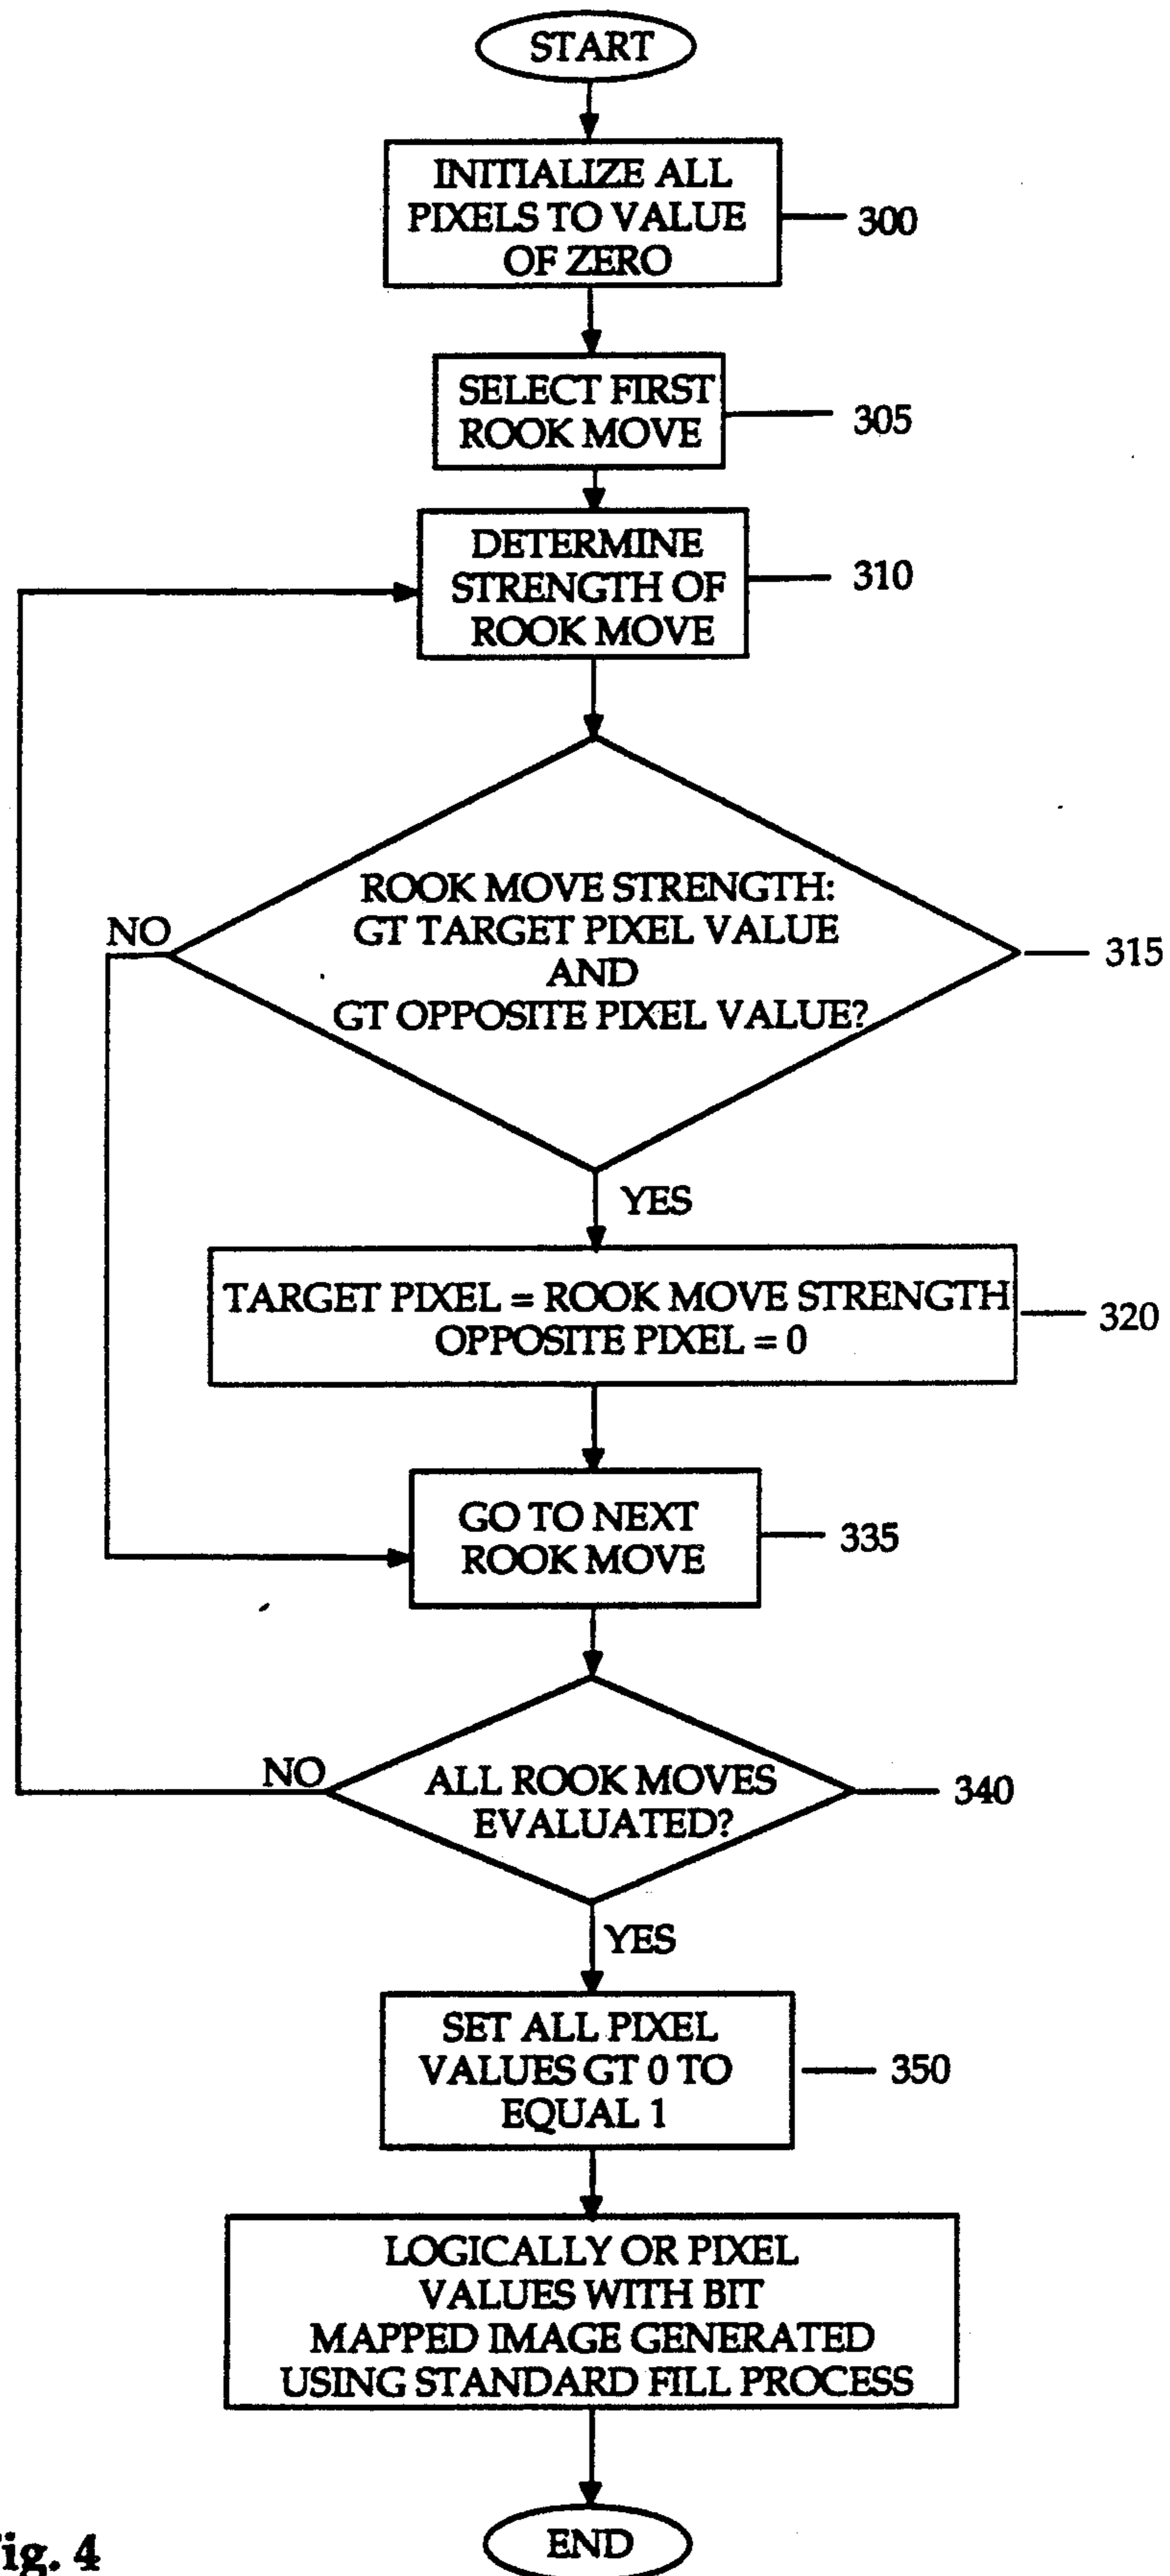 START
INITIALIZE ALL
PIXELS TO VALUE
OF ZERO
300
SELECT FIRST
ROOK MOVE
305
DETERMINE
STRENGTH OF
ROOK MOVE
310
ROOK MOVE STRENGTH:
GT TARGET PIXEL VALUE
AND
GT OPPOSITE PIXEL VALUE?
NO
315
YES
TARGET PIXEL = ROOK MOVE STRENGTH
OPPOSITE PIXEL = 0
320
GO TO NEXT
ROOK MOVE
335
NO
ALL ROOK MOVES
EVALUATED?
340
YES
SET ALL PIXEL
VALUES GT 0 TO
EQUAL 1
350
LOGICALLY OR PIXEL
VALUES WITH BIT
MAPPED IMAGE GENERATED
USING STANDARD FILL PROCESS
END
ig. 4